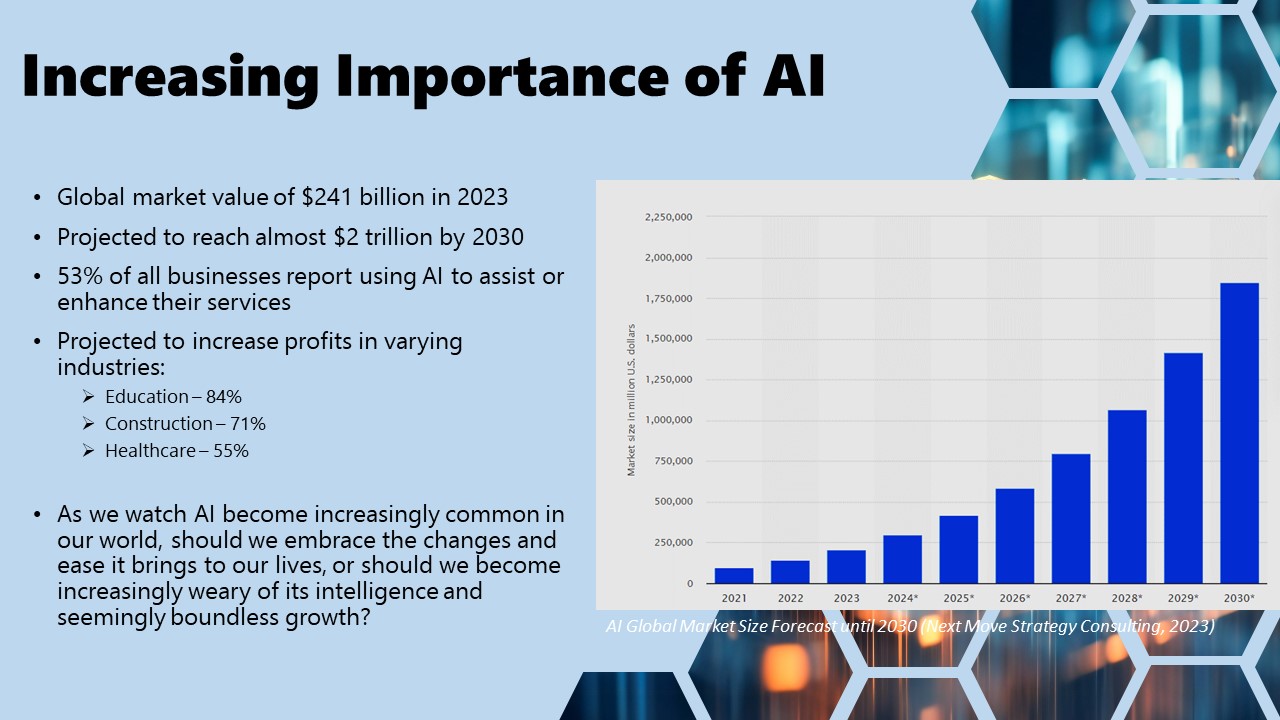 Increasing Importance of AI
• Global market value of $241 billion in 2023
• Projected to reach almost $2 trillion by 2030
• 53% of all businesses report using AI to assist or
enhance their services
• Projected to increase profits in varying
industries:
➢ Education – 84%
➢ Construction – 71%
➢ Healthcare – 55%
• As we watch AI become increasingly common in
our world, should we embrace the changes and
ease it brings to our lives, or should we become
increasingly weary of its intelligence and
seemingly boundless growth?
Market size in million U.S. dollars
2,250,000
2,000,000
1,750,000
1,500,000
1,250,000
1,000,000
750,000
500,000
250,000
0
2021 2022 2023 2024* 2025* 2026* 2027* 2028* 2029* 2030*
AI Global Market Size Forecast until 2030 (Next Move Strategy Consulting, 2023)